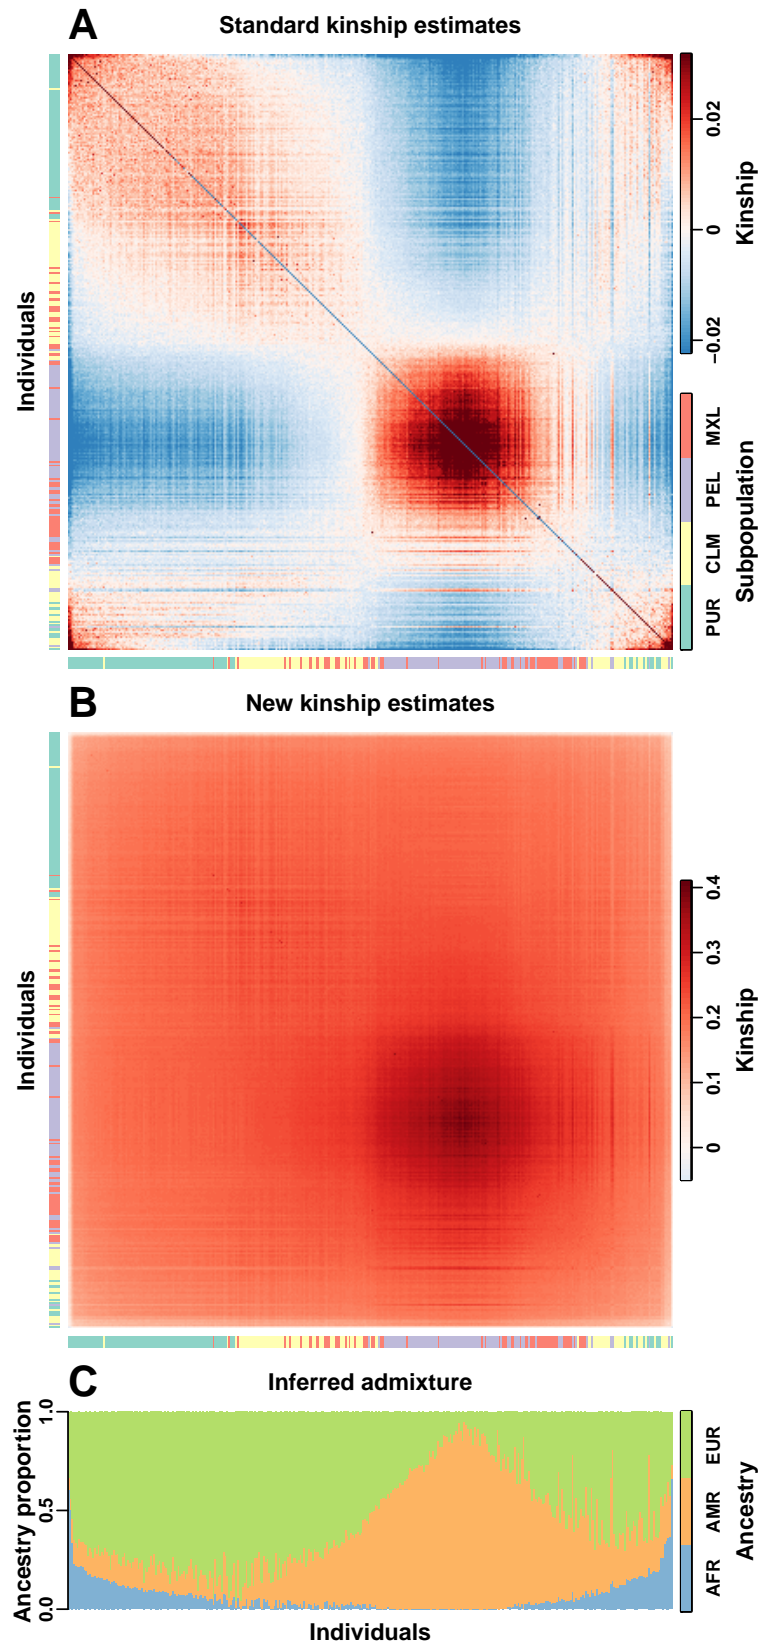 A
Standard kinship estimates
Individuals
0.02
0
−0.02
Kinship
MXL
PEL
CLM
PUR
Subpopulation
B
New kinship estimates
Individuals
0.4
0.3
0.2
0.1
0
Kinship
C
Inferred admixture
Ancestry proportion
1.0
0.5
0.0
EUR
AMR
AFR
Ancestry
Individuals